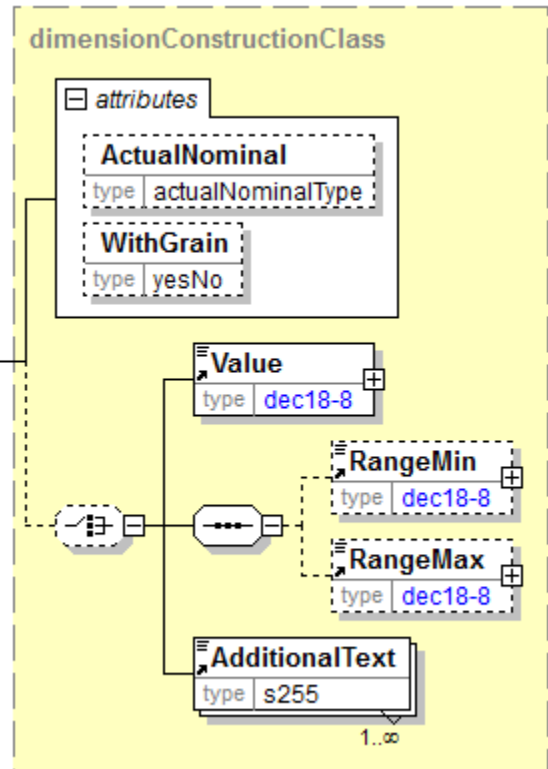 dimensionConstructionClass
attributes
ActualNominal
type actualNominalType
WithGrain
type yesNo
Value
type dec18-8
RangeMin
type dec18-8
RangeMax
type dec18-8
AdditionalText
type s255
1..∞